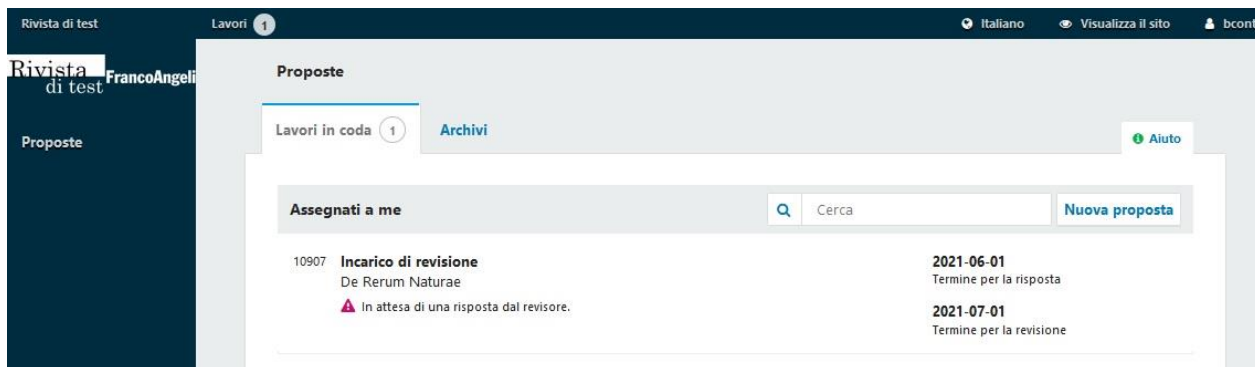 Rivista di test
Lavori 1
Italiano
Visualizza il sito
bcont
Rivista
di test
FrancoAngeli
Proposte
Proposte
Lavori in coda 1
Archivi
Aiuto
Assegnati a me
Cerca
Nuova proposta
10907 Incarico di revisione
De Rerum Naturae
In attesa di una risposta dal revisore.
2021-06-01
Termine per la risposta
2021-07-01
Termine per la revisione